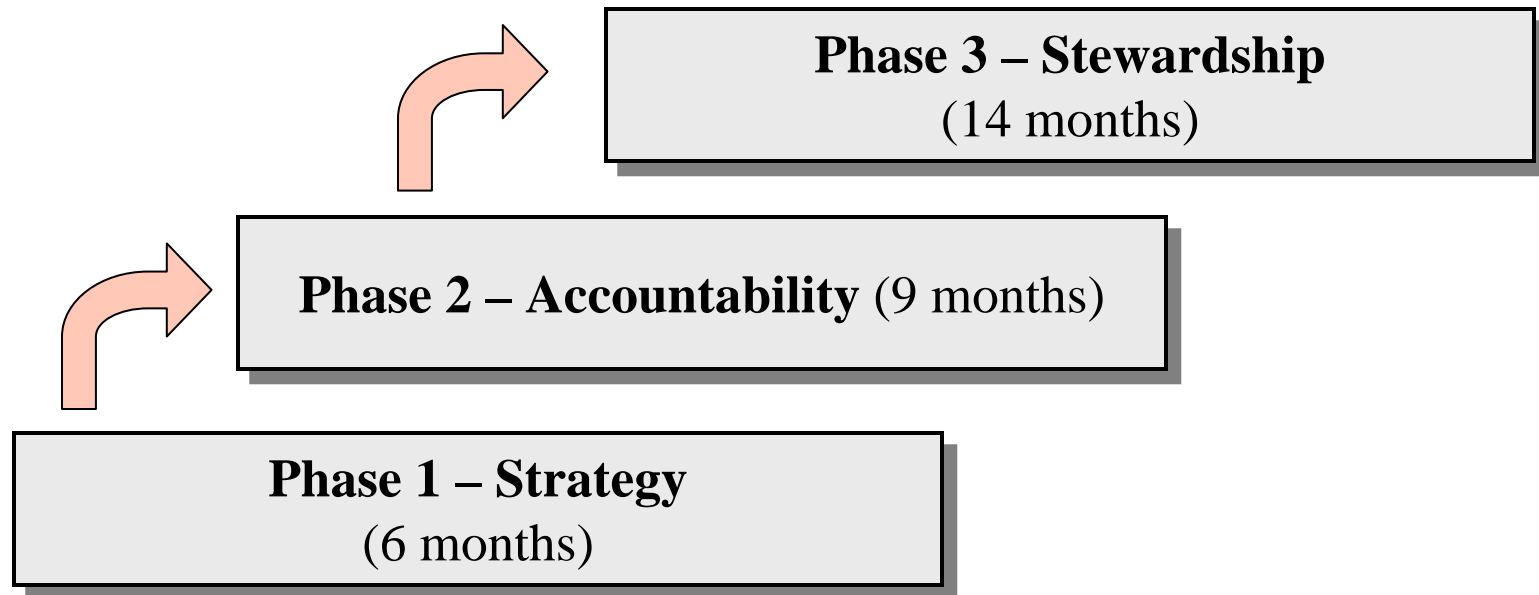 Phase 3 – Stewardship
(14 months)
Phase 2 – Accountability (9 months)
Phase 1 – Strategy
(6 months)